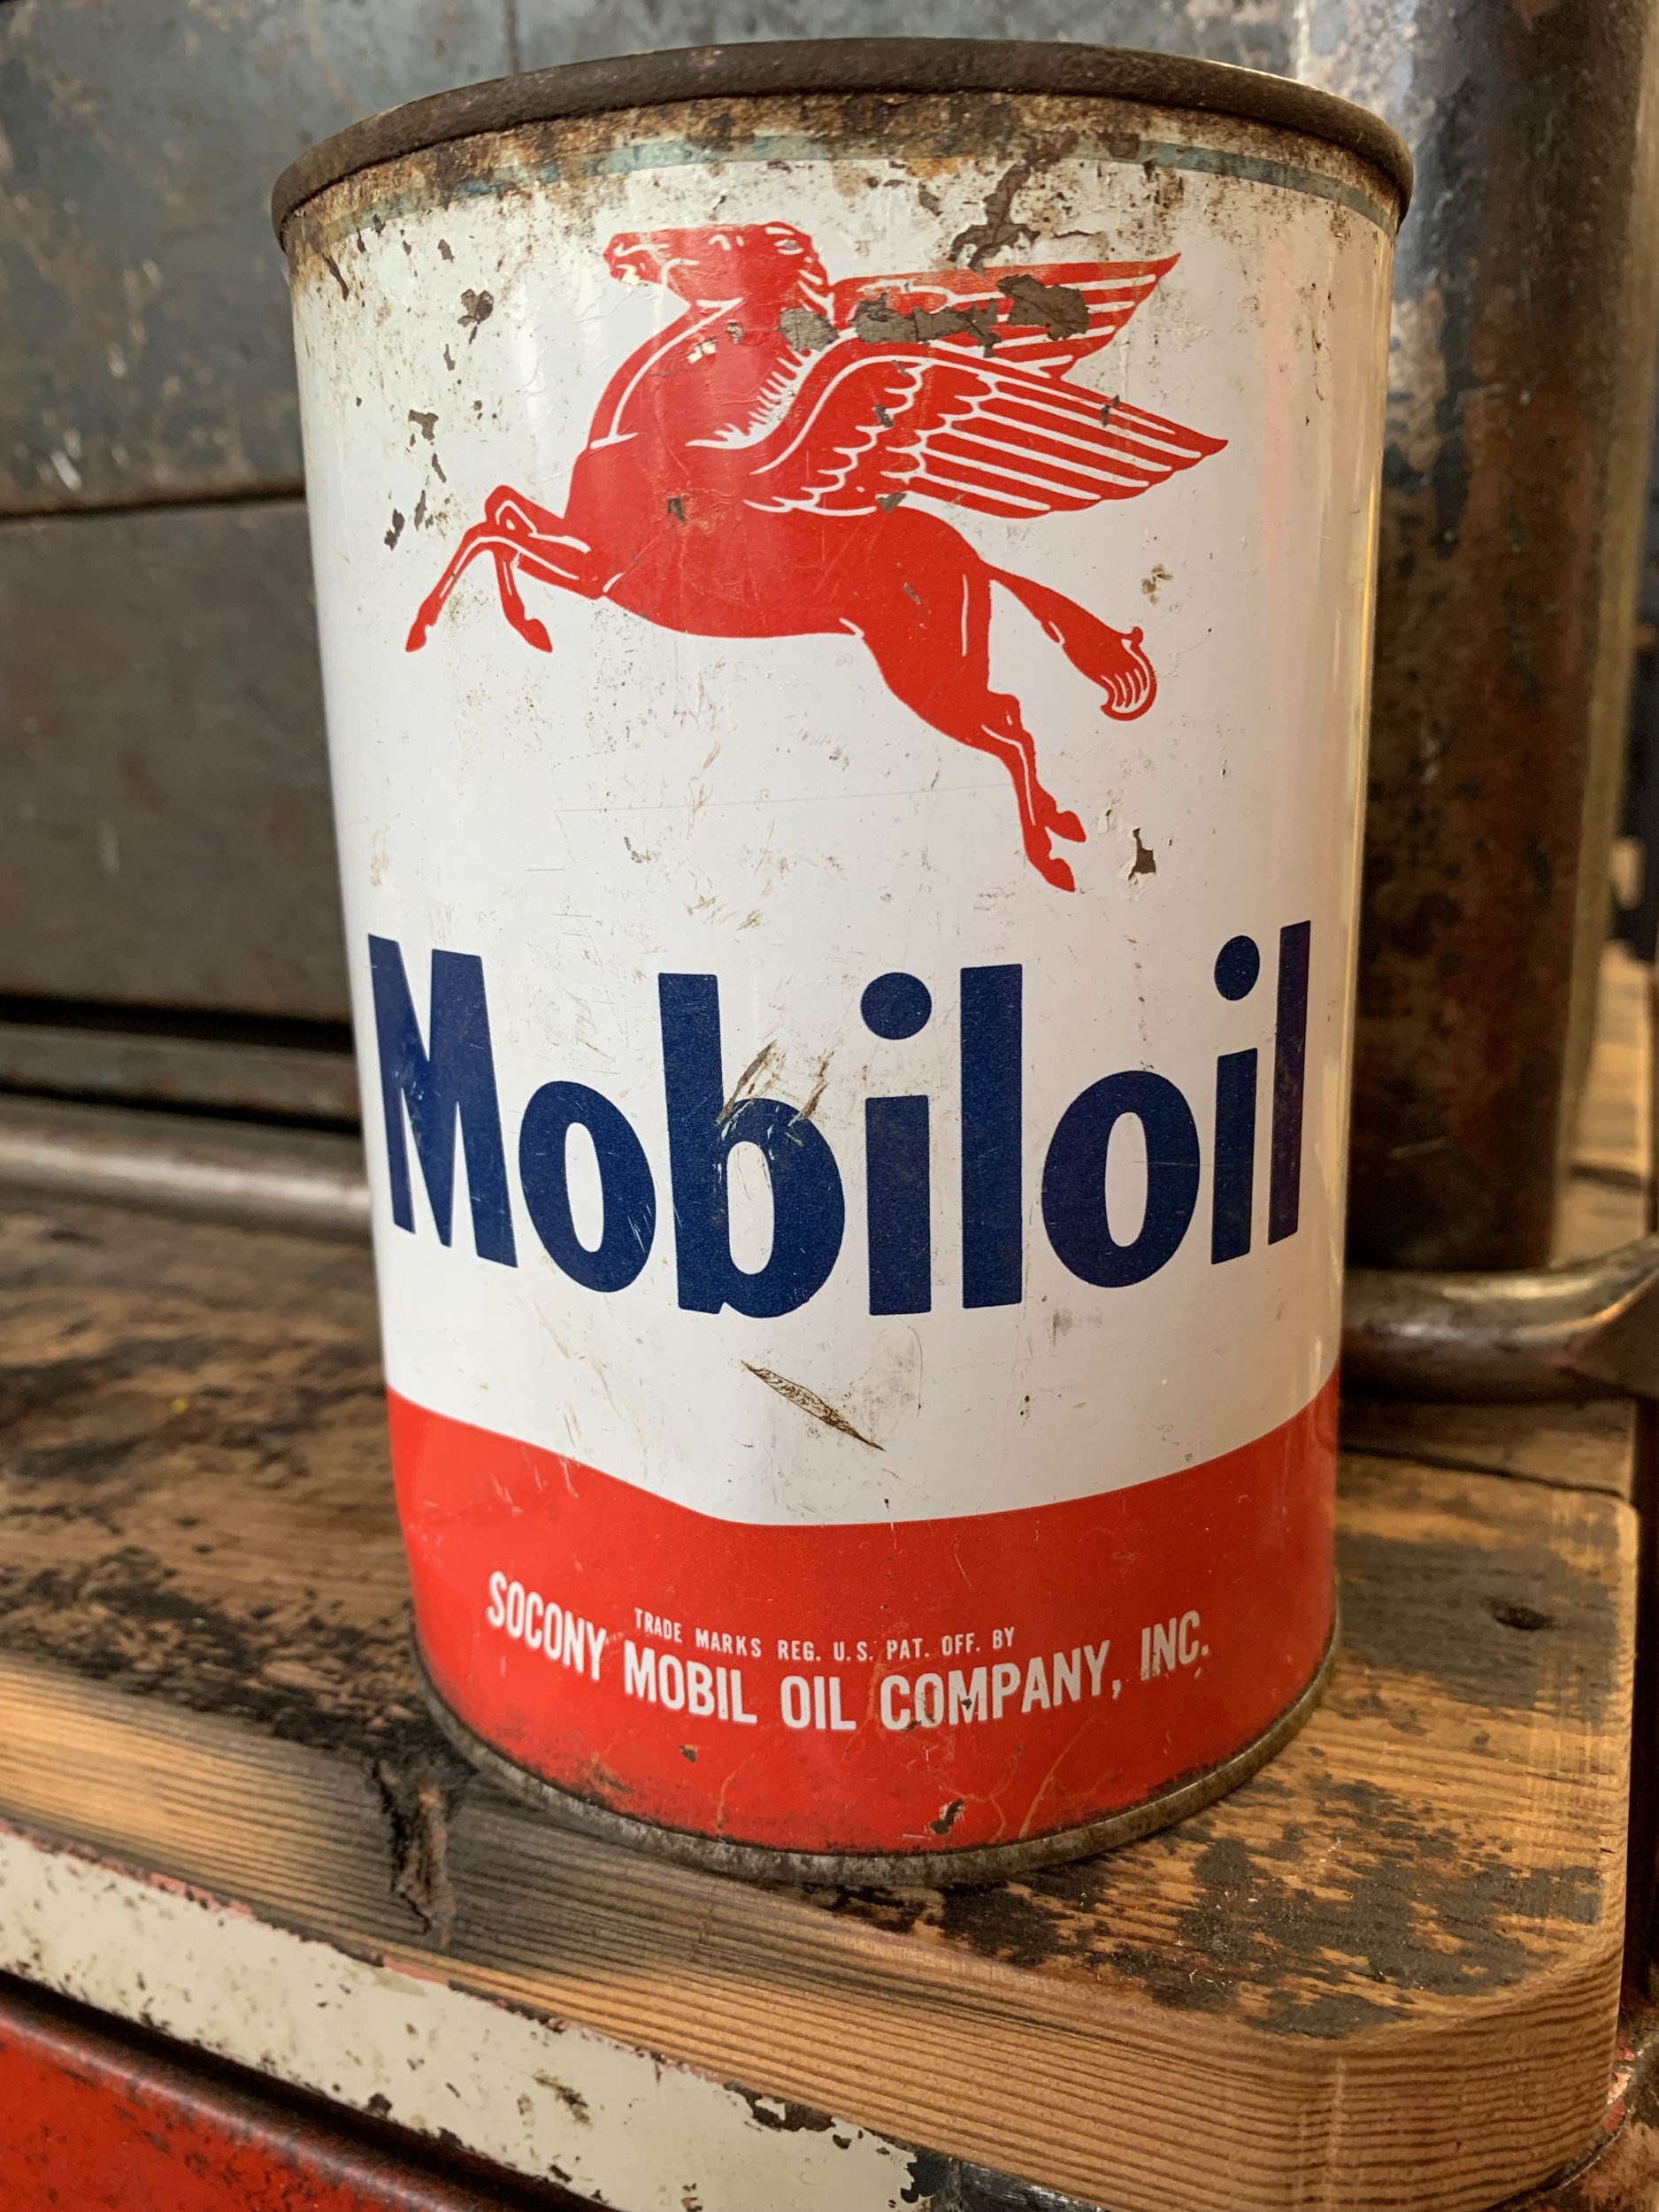 Mobiloil
TRADE MARKS REG. U.S. PAT. OFF. BY
SOCONY MOBIL OIL COMPANY, INC.